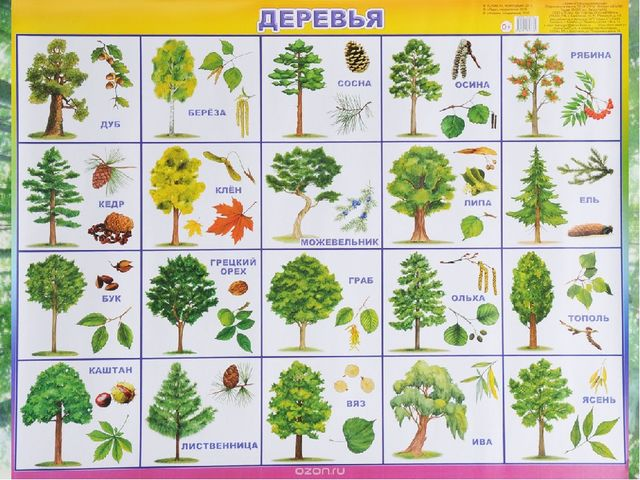 ДЕРЕВЬЯ
0+
ДУБ
БЕРЁЗА
СОСНА
ОСИНА
РЯБИНА
КЕДР
КЛЁН
МОЖЕВЕЛЬНИК
ЛИПА
ЕЛЬ
БУК
ГРЕЦКИЙ
ОРЕХ
ГРАБ
ОЛЬХА
ТОПОЛЬ
КАШТАН
ЛИСТВЕННИЦА
ВЯЗ
ИВА
ЯСЕНЬ
ozon.ru